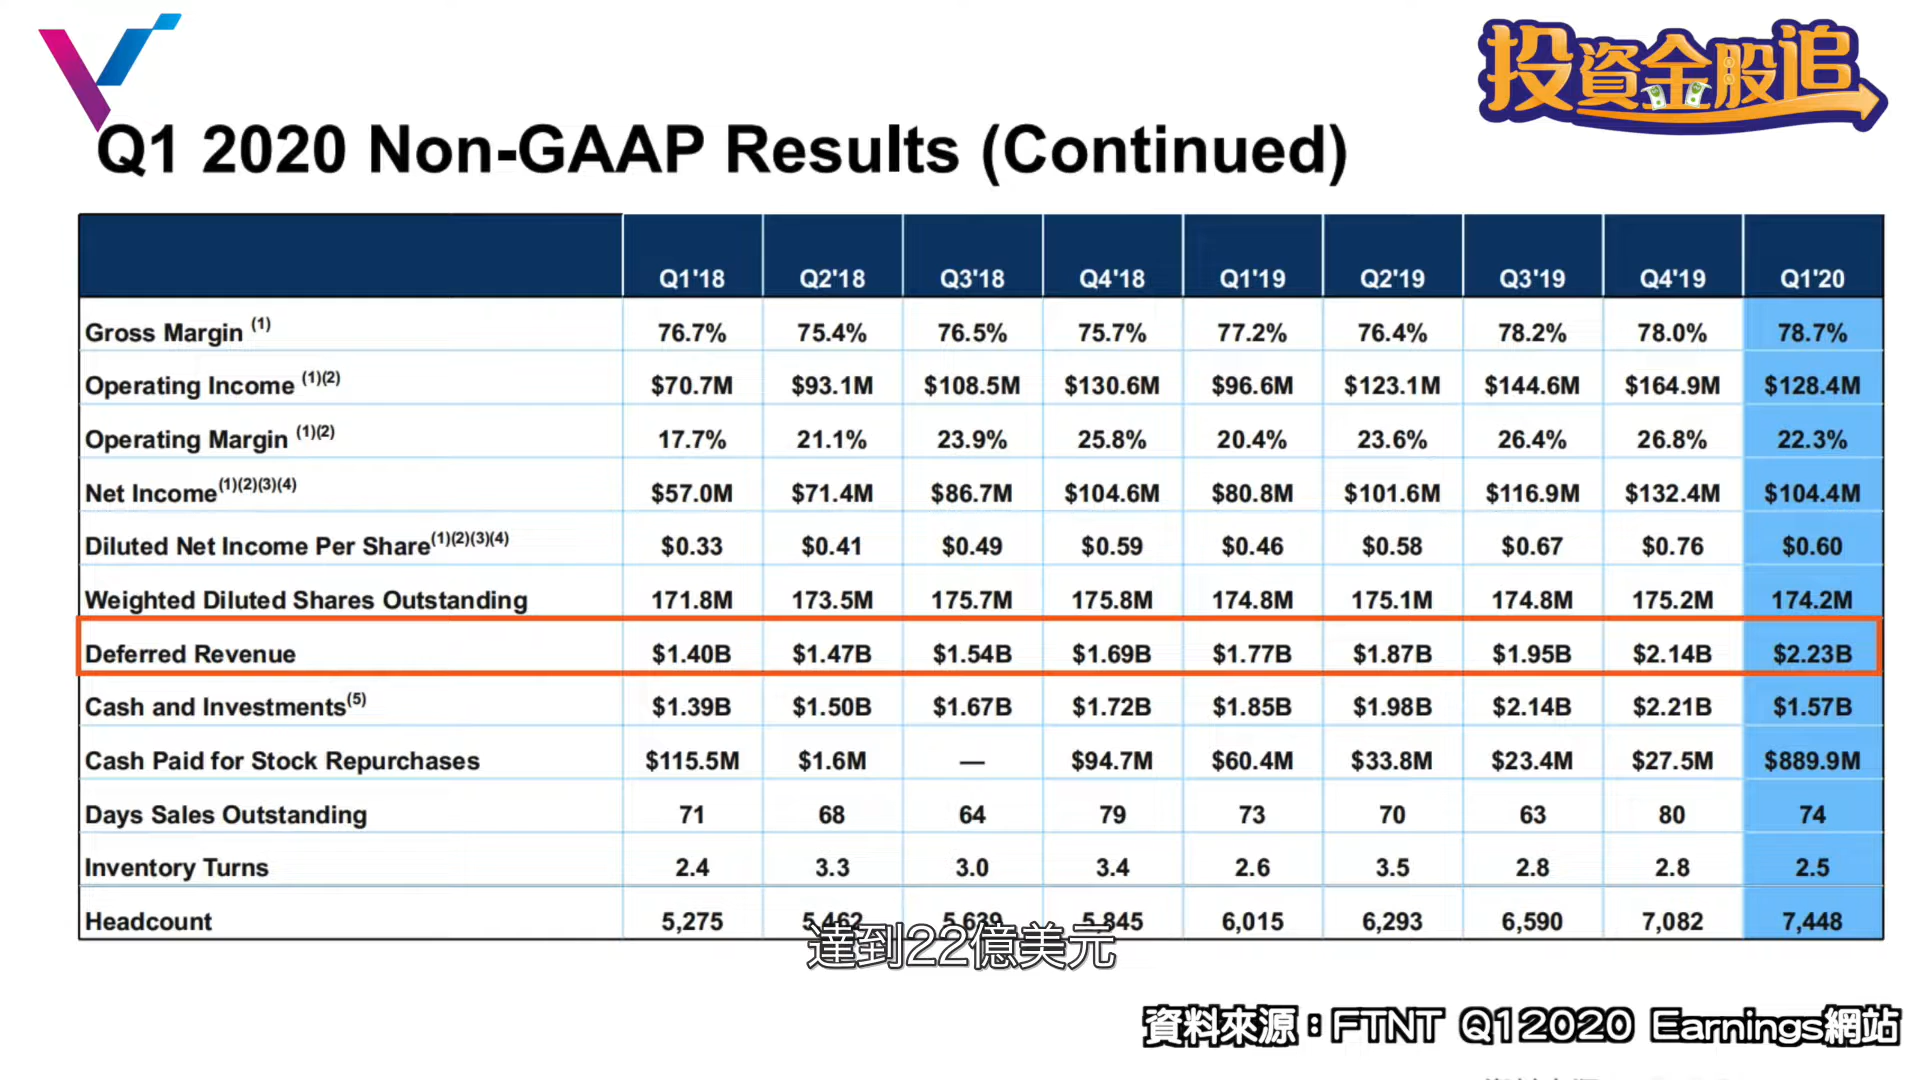 投資金股追
Q1 2020 Non-GAAP Results (Continued)
Q1'18 Q2'18 Q3'18 Q4'18 Q1'19 Q2'19 Q3'19 Q4'19 Q1'20
Gross Margin (1) 76.7% 75.4% 76.5% 75.7% 77.2% 76.4% 78.2% 78.0% 78.7%
Operating Income (1)(2) $70.7M $93.1M $108.5M $130.6M $96.6M $123.1M $144.6M $164.9M $128.4M
Operating Margin (1)(2) 17.7% 21.1% 23.9% 25.8% 20.4% 23.6% 26.4% 26.8% 22.3%
Net Income(1)(2)(3)(4) $57.0M $71.4M $86.7M $104.6M $80.8M $101.6M $116.9M $132.4M $104.4M
Diluted Net Income Per Share(1)(2)(3)(4) $0.33 $0.41 $0.49 $0.59 $0.46 $0.58 $0.67 $0.76 $0.60
Weighted Diluted Shares Outstanding 171.8M 173.5M 175.7M 175.8M 174.8M 175.1M 174.8M 175.2M 174.2M
Deferred Revenue $1.40B $1.47B $1.54B $1.69B $1.77B $1.87B $1.95B $2.14B $2.23B
Cash and Investments(5) $1.39B $1.50B $1.67B $1.72B $1.85B $1.98B $2.14B $2.21B $1.57B
Cash Paid for Stock Repurchases $115.5M $1.6M — $94.7M $60.4M $33.8M $23.4M $27.5M $889.9M
Days Sales Outstanding 71 68 64 79 73 70 63 80 74
Inventory Turns 2.4 3.3 3.0 3.4 2.6 3.5 2.8 2.8 2.5
Headcount 5,275 5,462 5,639 5,845 6,015 6,293 6,590 7,082 7,448
達到22億美元
資料來源：FTNT Q12020 Earnings網站